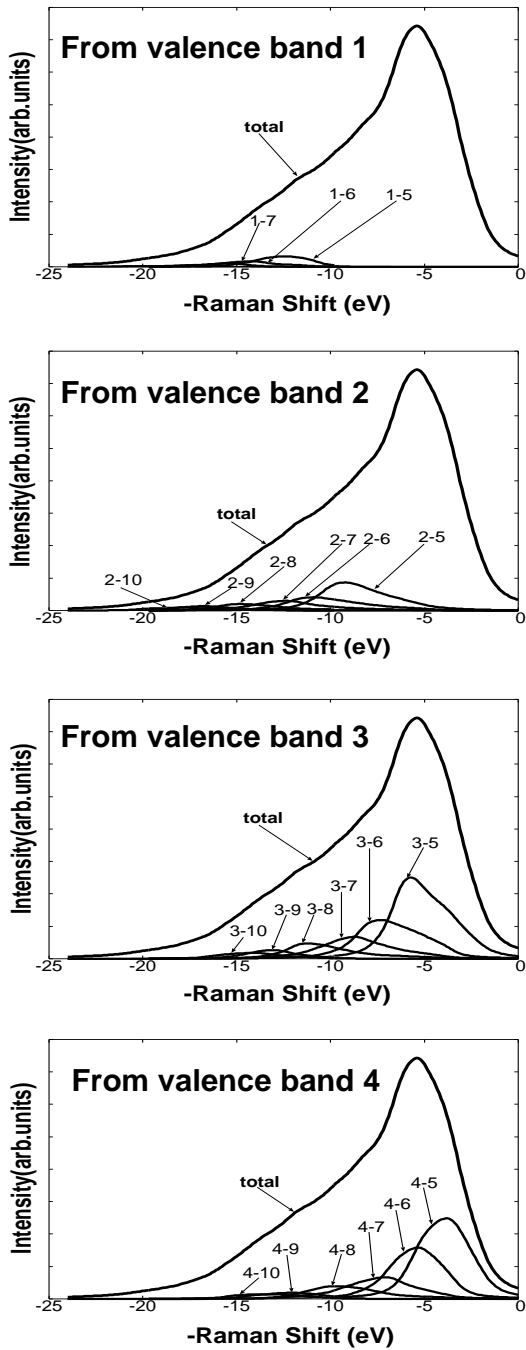 From valence band 1
Intensity(arb.units)
total
1-7
1-6
1-5
-25 -20 -15 -10 -5 0
-Raman Shift (eV)
From valence band 2
Intensity(arb.units)
total
2-10
2-9
2-8
2-7
2-6
2-5
-25 -20 -15 -10 -5 0
-Raman Shift (eV)
From valence band 3
Intensity(arb.units)
total
3-10
3-9
3-8
3-7
3-6
3-5
-25 -20 -15 -10 -5 0
-Raman Shift (eV)
From valence band 4
Intensity(arb.units)
total
4-10
4-9
4-8
4-7
4-6
4-5
-25 -20 -15 -10 -5 0
-Raman Shift (eV)